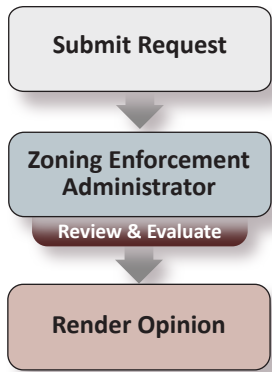 Submit Request
Zoning Enforcement
Administrator
Review & Evaluate
Render Opinion